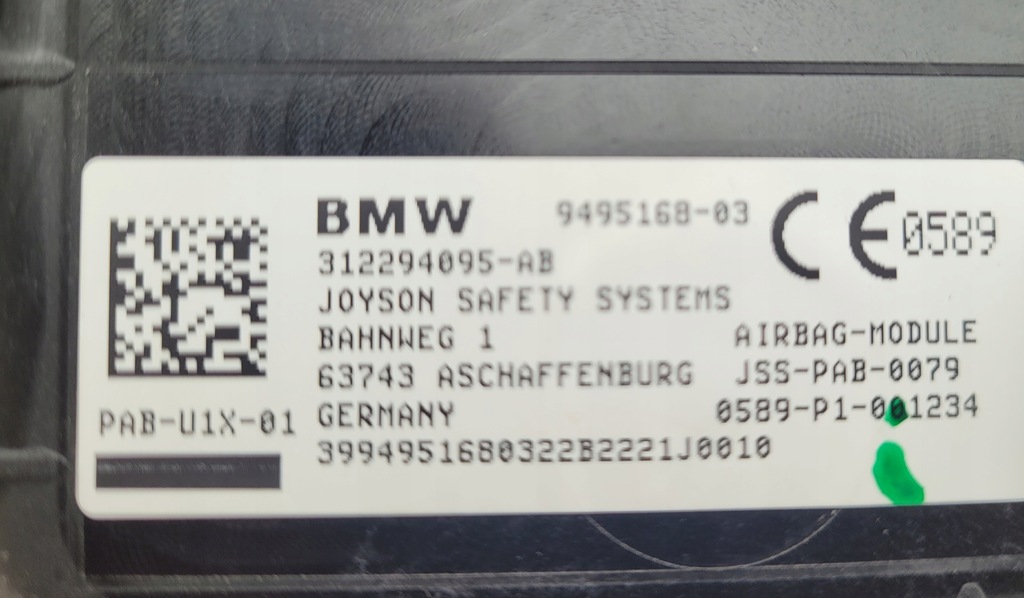 BMW 9495168-03 CE 0589
312294095-AB
JOYSON SAFETY SYSTEMS
BAHNWEG 1 AIRBAG-MODULE
63743 ASCHAFFENBURG JSS-PAB-0079
PAB-U1X-01 GERMANY 0589-P1-001234
3994951680322B2221J0010